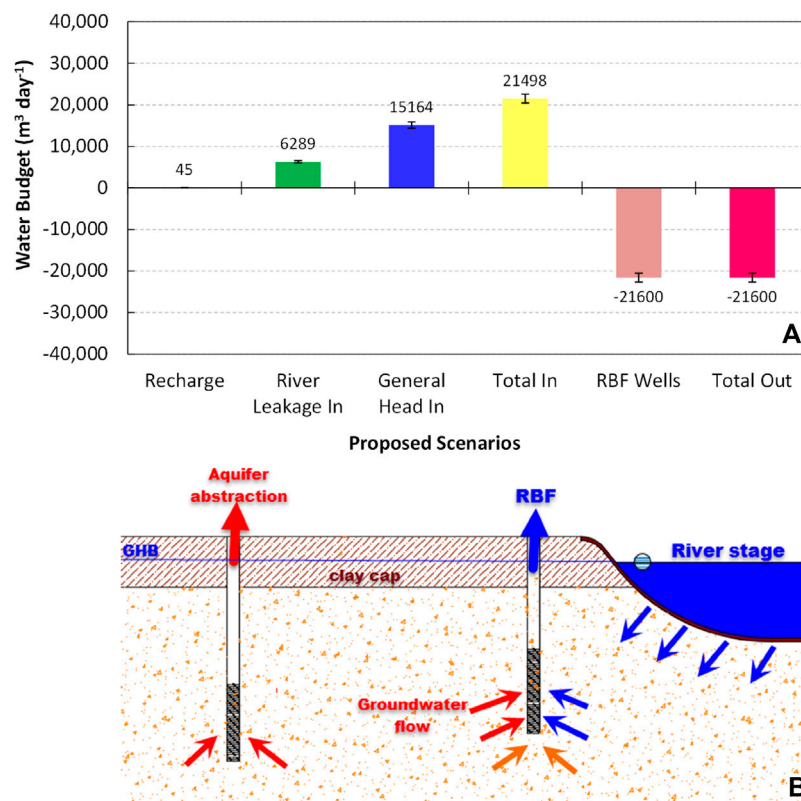 40,000
30,000
20,000
10,000
0
-10,000
-20,000
-30,000
-40,000
Water Budget (m³ day⁻¹)
45
6289
15164
21498
-21600
-21600
A
Recharge
River
Leakage In
General
Head In
Total In
RBF Wells
Total Out
Proposed Scenarios
Aquifer
abstraction
RBF
GHB
River stage
clay cap
Groundwater
flow
B